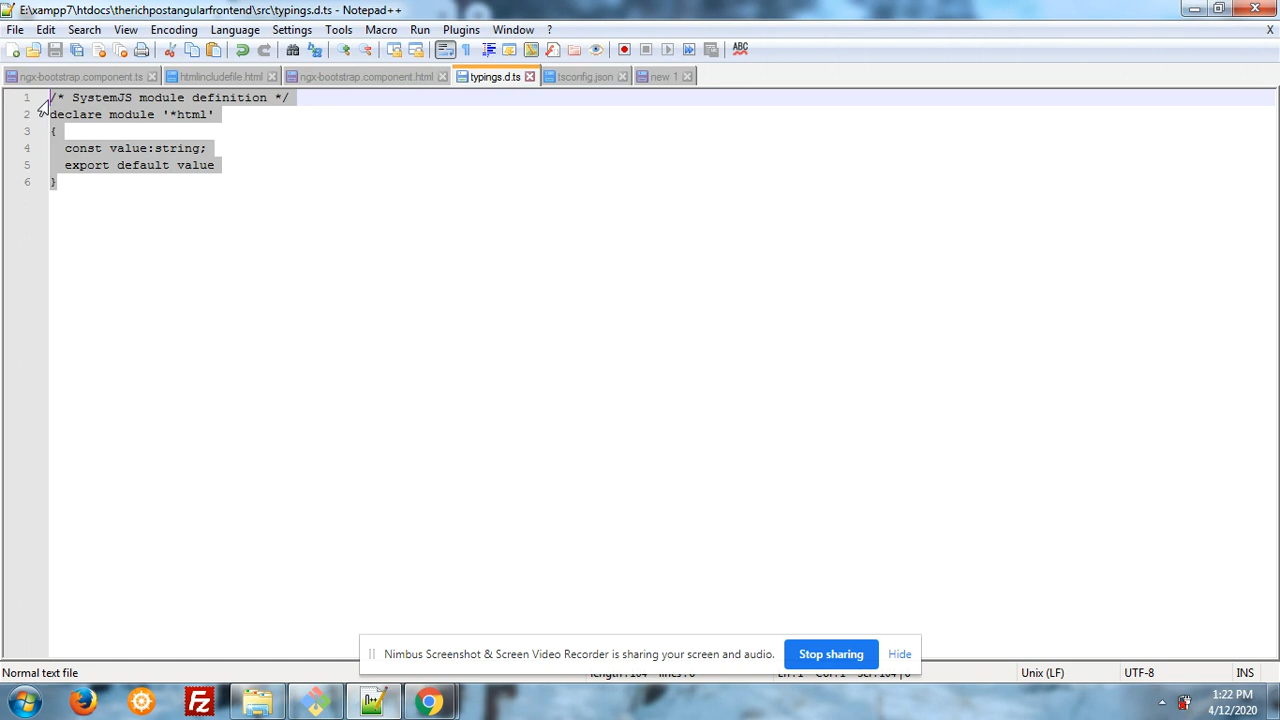 E:\xampp7\htdocs\therichpostangularfrontend\src\typings.d.ts - Notepad++
File Edit Search View Encoding Language Settings Tools Macro Run Plugins Window ? X
ABC
ngx-bootstrap.component.ts htmlincludefile.html ngx-bootstrap.component.html typings.d.ts tsconfig.json new 1
1 /* SystemJS module definition */
2 declare module '*html'
3 {
4 const value:string;
5 export default value
6 }
Nimbus Screenshot & Screen Video Recorder is sharing your screen and audio. Stop sharing Hide
Normal text file Unix (LF) UTF-8 INS
1:22 PM
4/12/2020